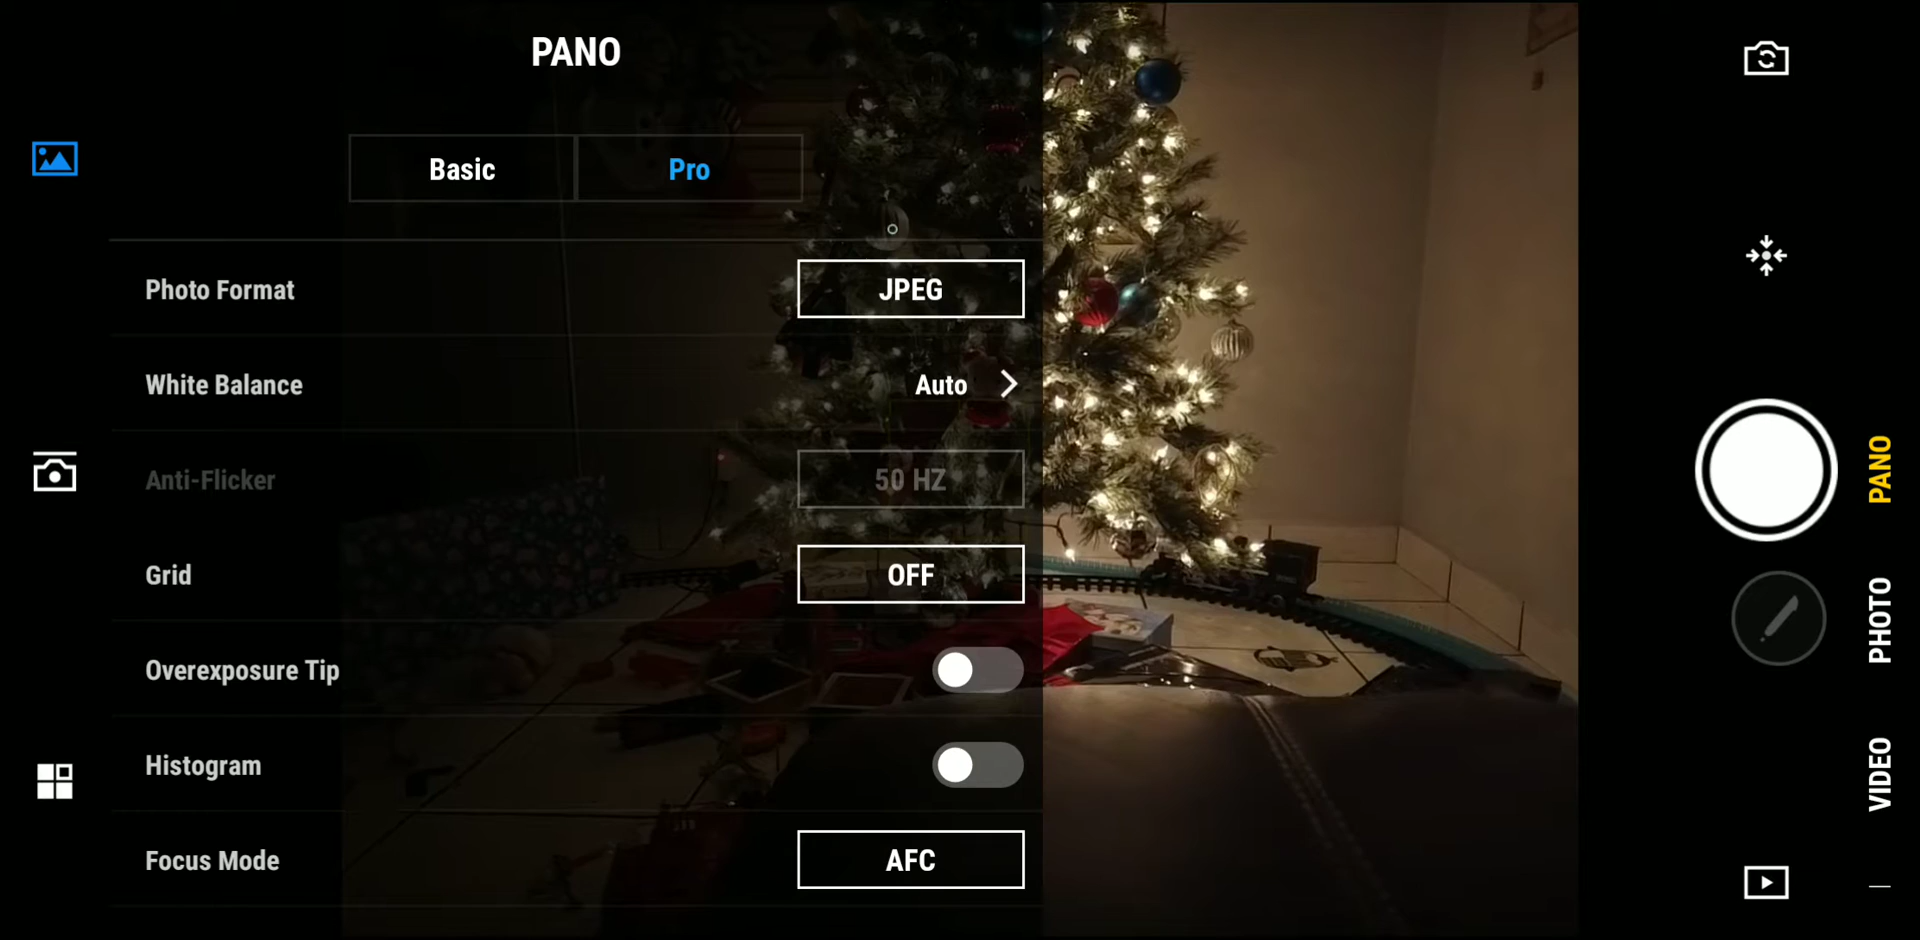 PANO
Basic
Pro
Photo Format
JPEG
White Balance
Auto
Anti-Flicker
50 HZ
Grid
OFF
Overexposure Tip
Histogram
Focus Mode
AFC
PANO
PHOTO
VIDEO